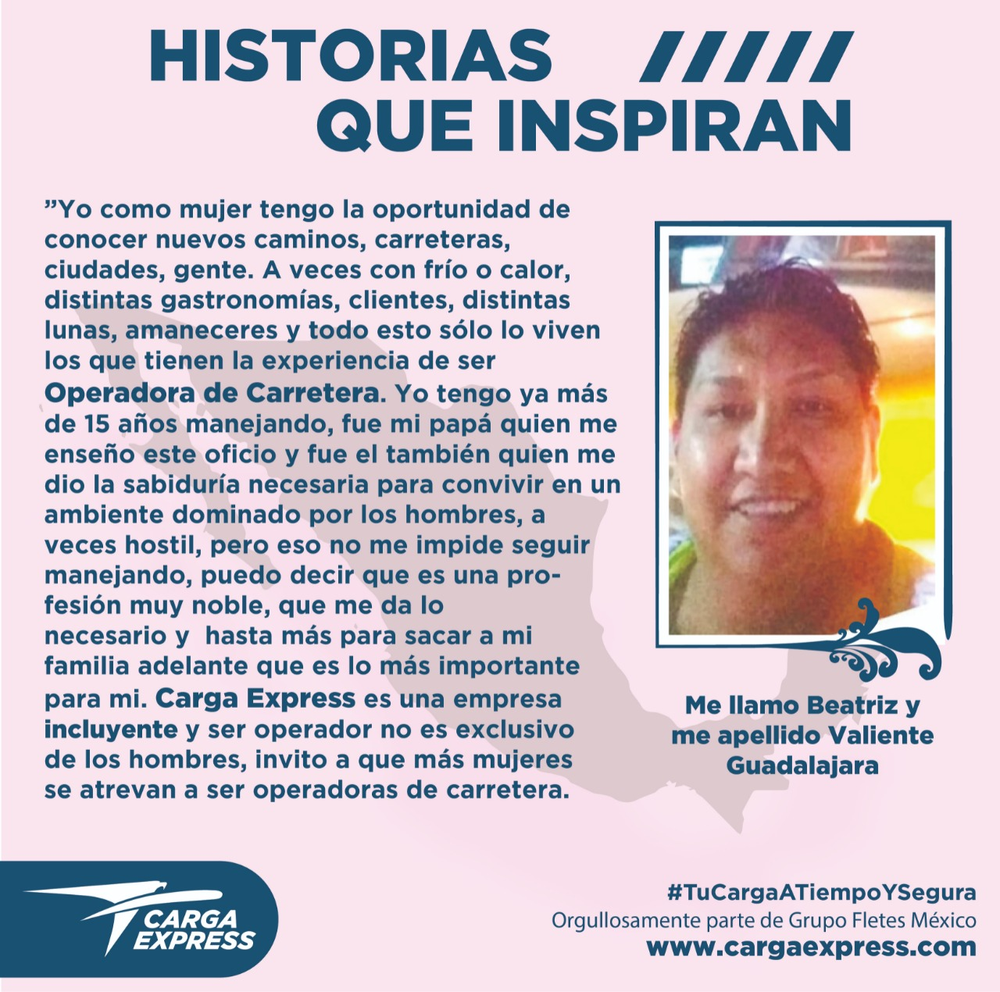 HISTORIAS
QUE INSPIRAN
”Yo como mujer tengo la oportunidad de
conocer nuevos caminos, carreteras,
ciudades, gente. A veces con frío o calor,
distintas gastronomías, clientes, distintas
lunas, amaneceres y todo esto sólo lo viven
los que tienen la experiencia de ser
Operadora de Carretera. Yo tengo ya más
de 15 años manejando, fue mi papá quien me
enseño este oficio y fue el también quien me
dio la sabiduría necesaria para convivir en un
ambiente dominado por los hombres, a
veces hostil, pero eso no me impide seguir
manejando, puedo decir que es una pro-
fesión muy noble, que me da lo
necesario y  hasta más para sacar a mi
familia adelante que es lo más importante
para mi. Carga Express es una empresa
incluyente y ser operador no es exclusivo
de los hombres, invito a que más mujeres
se atrevan a ser operadoras de carretera.
Me llamo Beatriz y
me apellido Valiente
Guadalajara
CARGA
EXPRESS
#TuCargaATiempoYSegura
Orgullosamente parte de Grupo Fletes México
www.cargaexpress.com